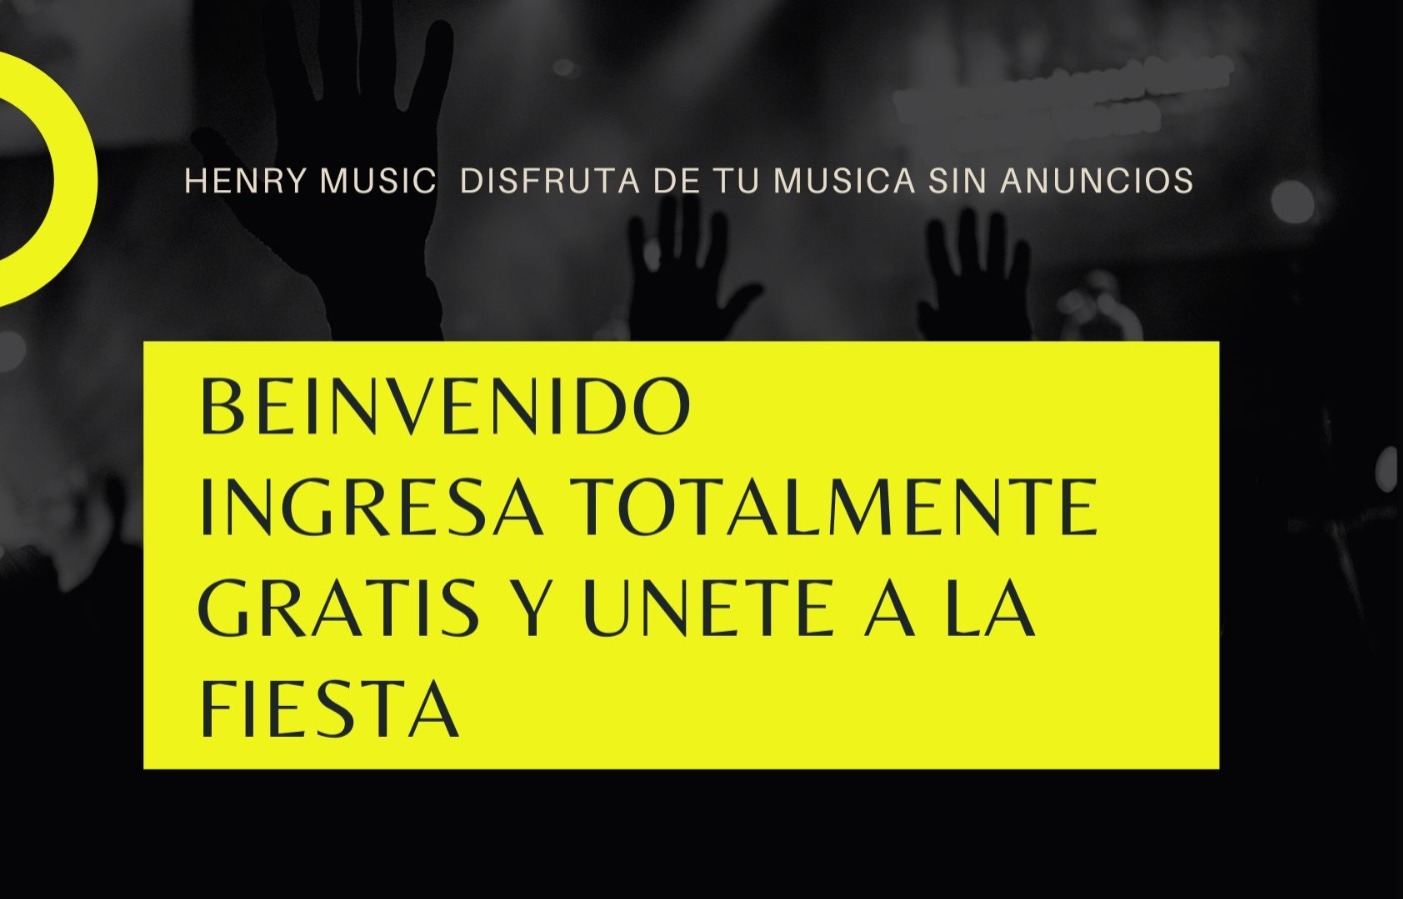 HENRY MUSIC  DISFRUTA DE TU MUSICA SIN ANUNCIOS
BEINVENIDO
INGRESA TOTALMENTE
GRATIS Y UNETE A LA
FIESTA